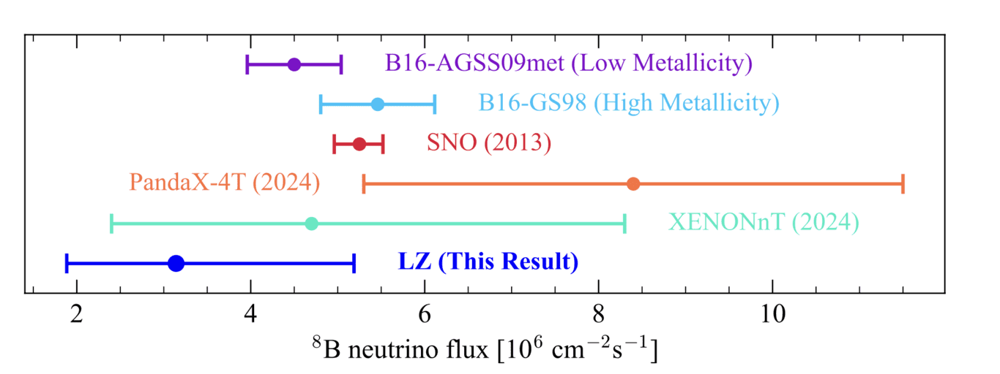 B16-AGSS09met (Low Metallicity)
B16-GS98 (High Metallicity)
SNO (2013)
PandaX-4T (2024)
XENONnT (2024)
LZ (This Result)
2 4 6 8 10
⁸B neutrino flux [10⁶ cm⁻²s⁻¹]